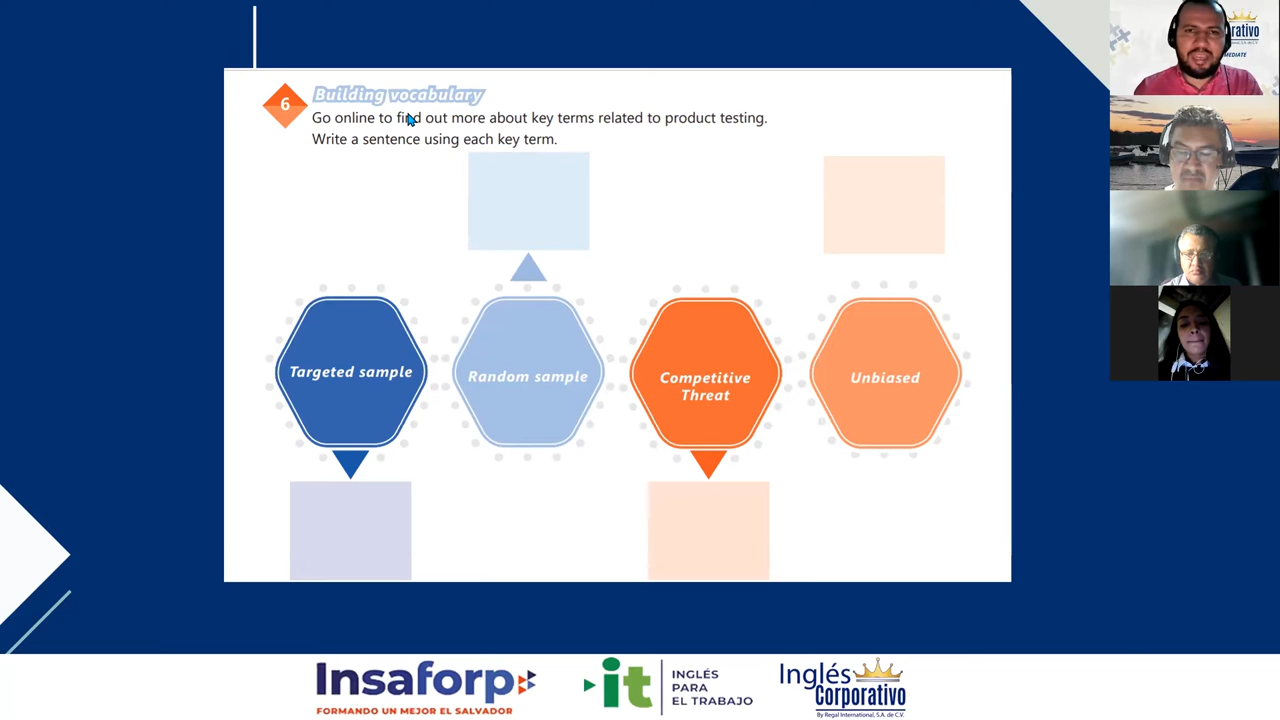 6
Building vocabulary
Go online to find out more about key terms related to product testing.
Write a sentence using each key term.
Targeted sample
Random sample
Competitive
Threat
Unbiased
rativo
MEDIATE
Insaforp
FORMANDO UN MEJOR EL SALVADOR
it
INGLÉS
PARA
EL TRABAJO
Inglés
Corporativo
By Regal International, S.A. de C.V.